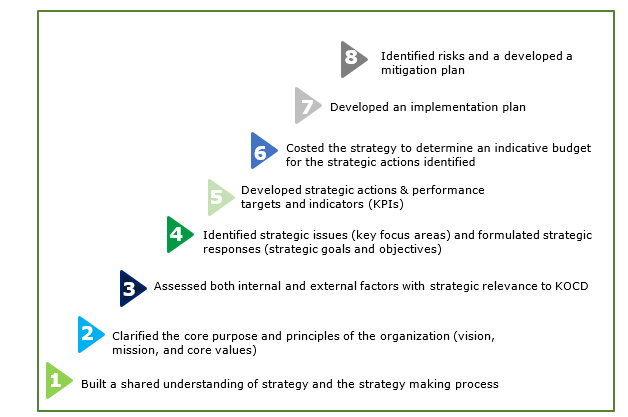 8 Identified risks and a developed a
mitigation plan
7 Developed an implementation plan
6 Costed the strategy to determine an indicative budget
for the strategic actions identified
5 Developed strategic actions & performance
targets and indicators (KPIs)
4 Identified strategic issues (key focus areas) and formulated strategic
responses (strategic goals and objectives)
3 Assessed both internal and external factors with strategic relevance to KOCD
2 Clarified the core purpose and principles of the organization (vision,
mission, and core values)
1 Built a shared understanding of strategy and the strategy making process